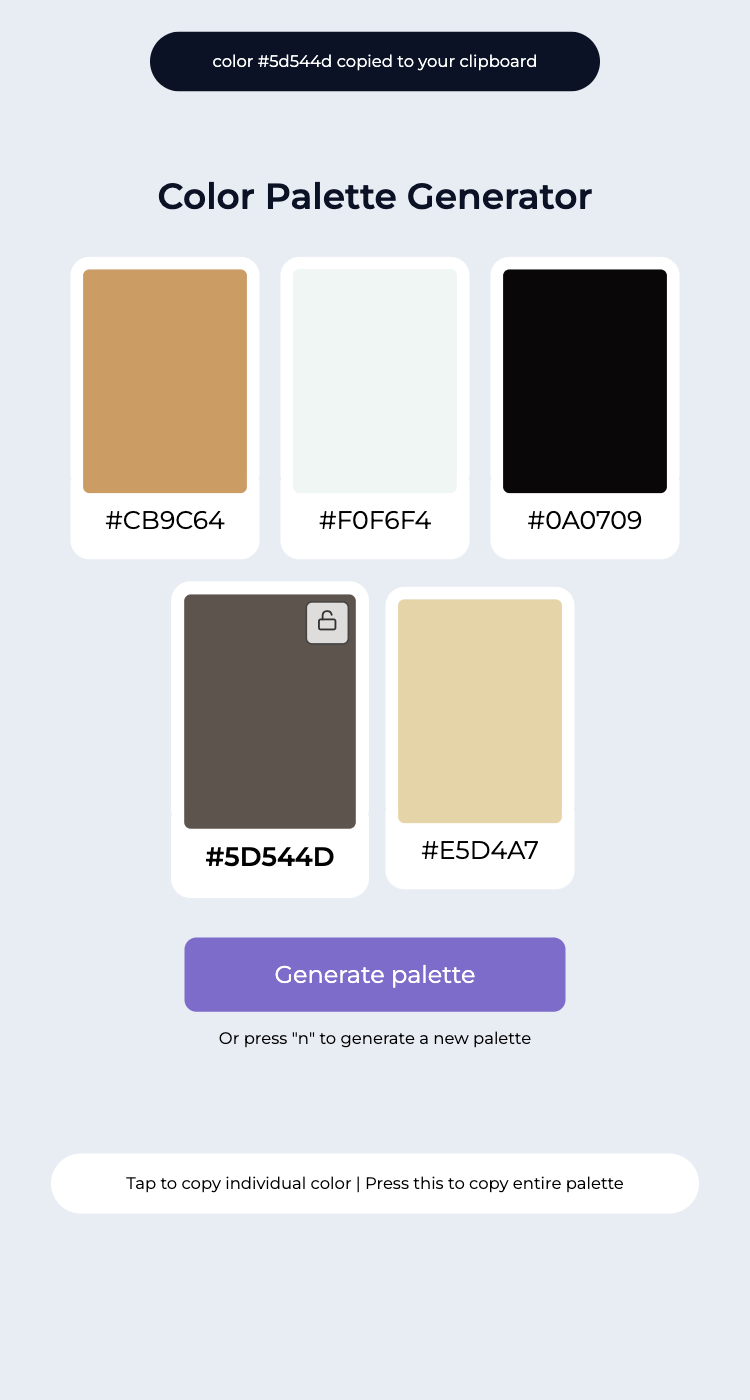 color #5d544d copied to your clipboard
Color Palette Generator
#CB9C64
#F0F6F4
#0A0709
#5D544D
#E5D4A7
Generate palette
Or press "n" to generate a new palette
Tap to copy individual color | Press this to copy entire palette